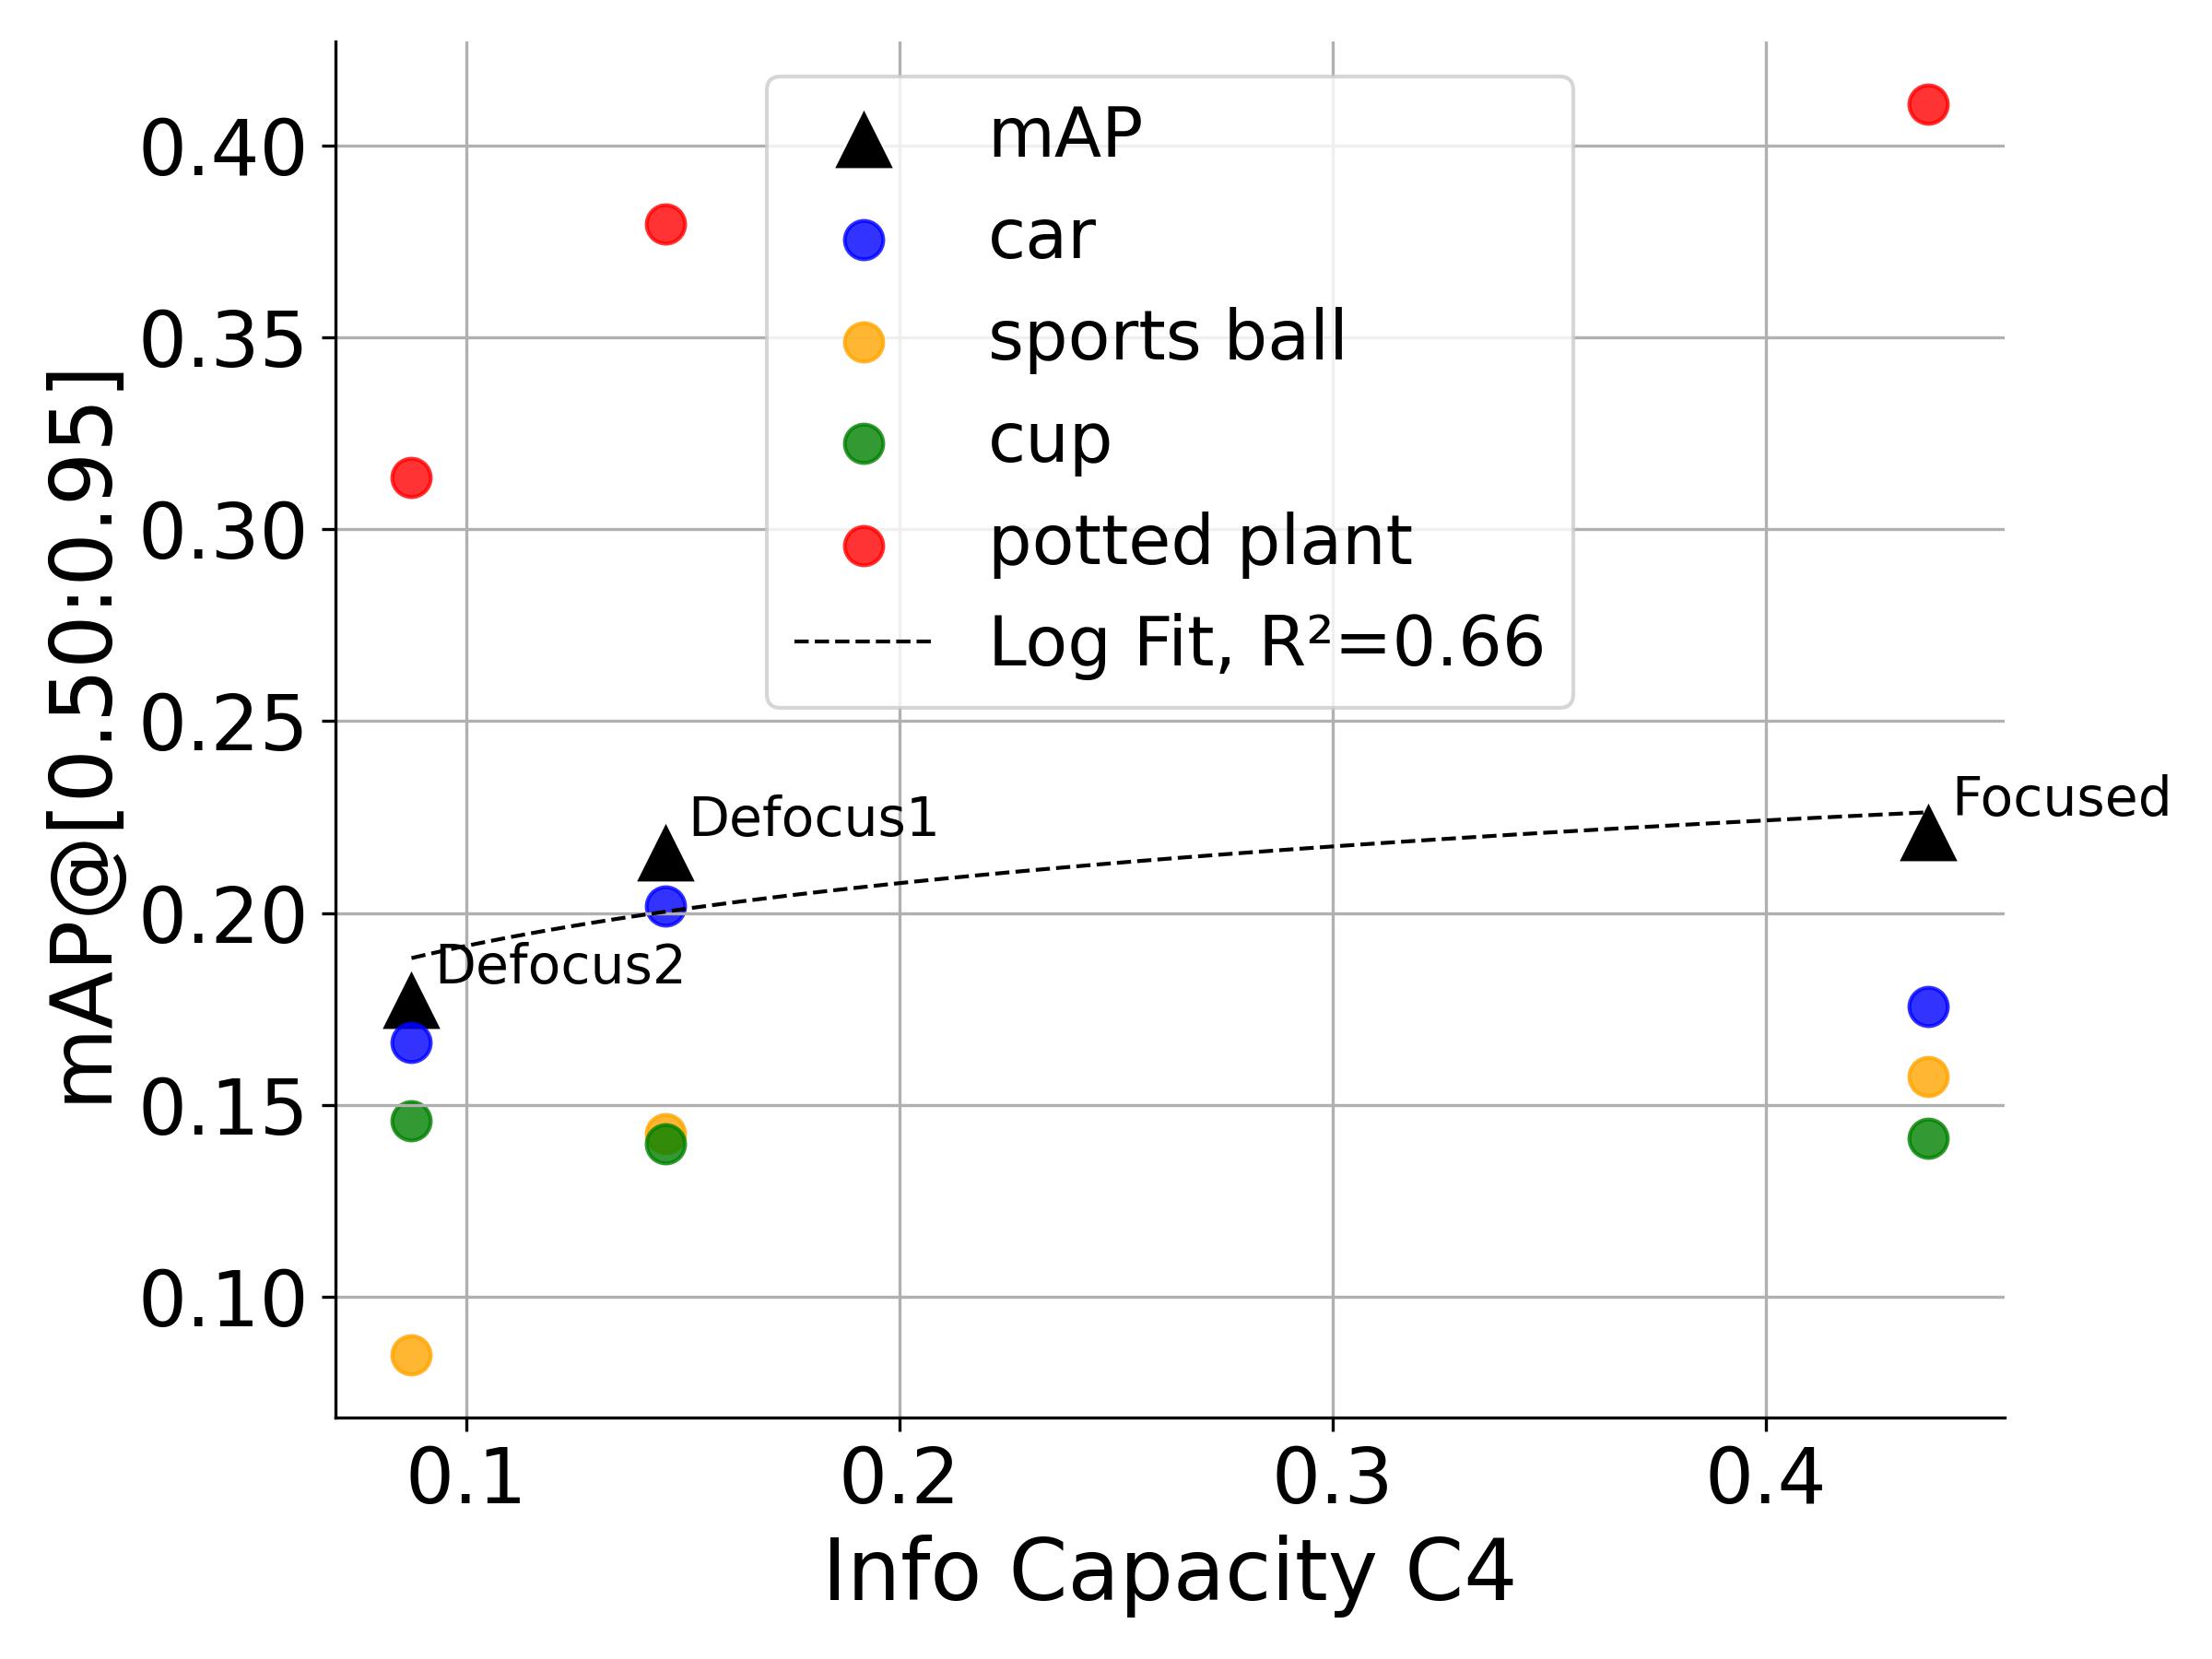 mAP@[0.50:0.95]
0.40
0.35
0.30
0.25
0.20
0.15
0.10
mAP
car
sports ball
cup
potted plant
Log Fit, R²=0.66
Defocus1
Defocus2
Focused
0.1
0.2
0.3
0.4
Info Capacity C4